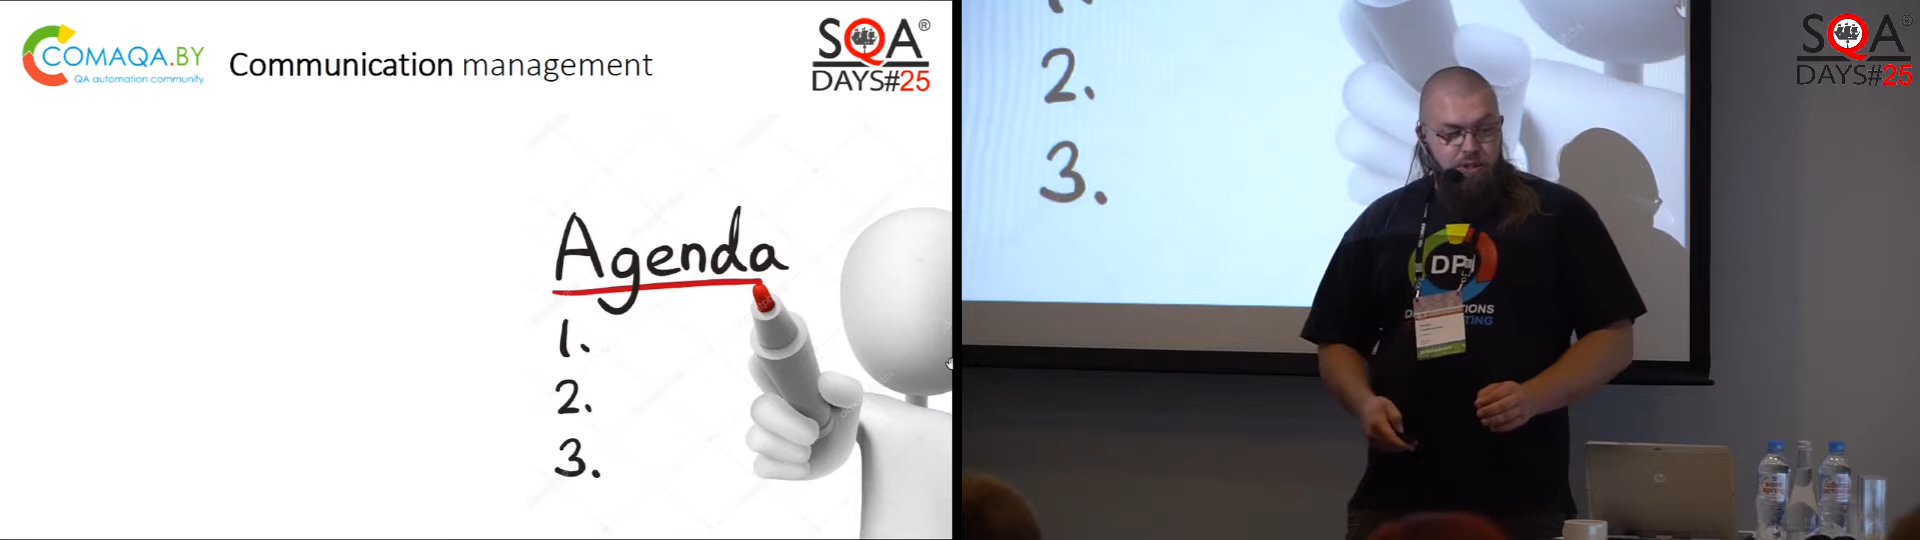 COMAQA.BY
QA automation community
Communication management
SQA®
DAYS#25
Agenda
1.
2.
3.
2.
3.
SQA®
DAYS#25
DP
IONS
TING
hp